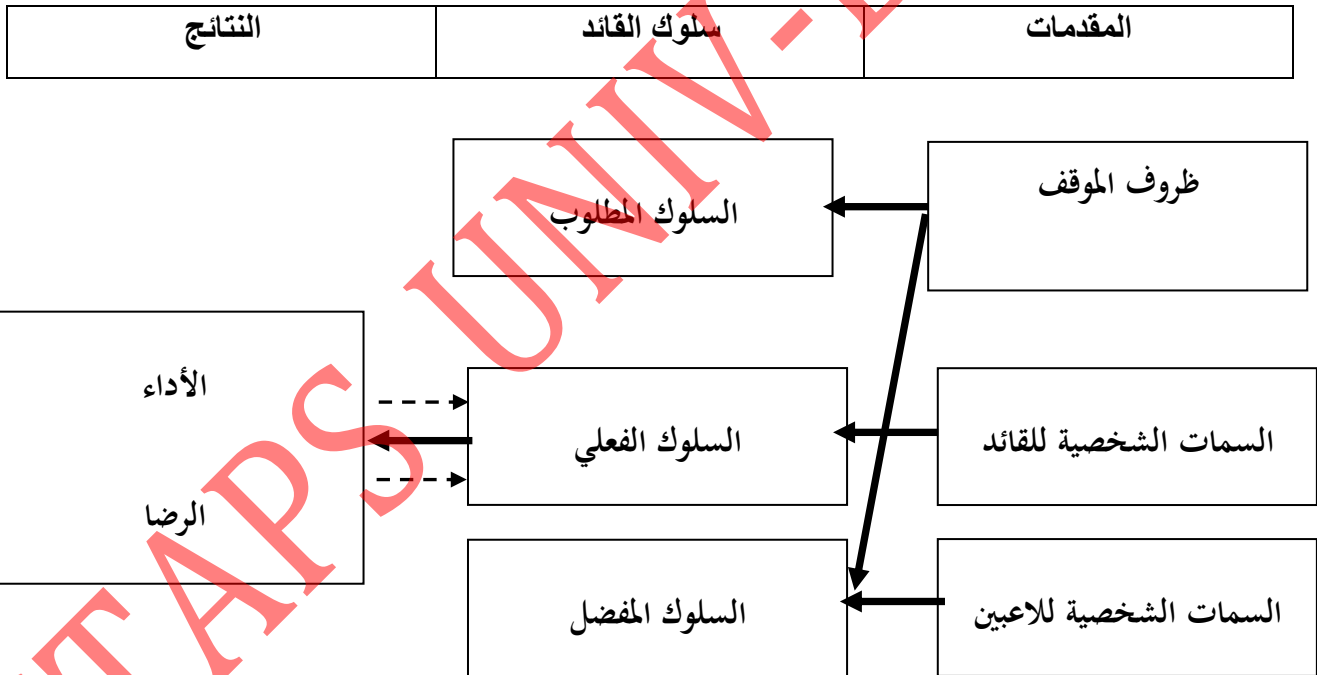 المقدمات
سلوك القائد
النتائج
ظروف الموقف
السلوك المطلوب
السمات الشخصية للقائد
السلوك الفعلي
الأداء
الرضا
السمات الشخصية للاعبين
السلوك المفضل
STAPS UNIV-